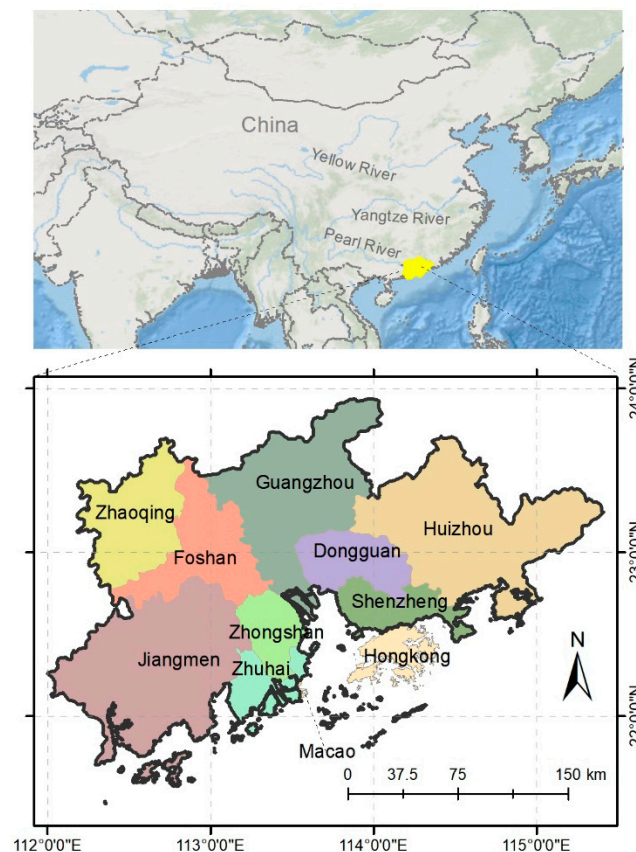 China
Yellow River
Yangtze River
Pearl River
24°0'0"N
Guangzhou
Zhaoqing
Huizhou
Foshan
Dongguan
23°0'0"N
Shenzheng
Zhongshan
Jiangmen
Zhuhai
Hongkong
N
22°0'0"N
Macao
0 37.5 75 150 km
112°0'0"E 113°0'0"E 114°0'0"E 115°0'0"E